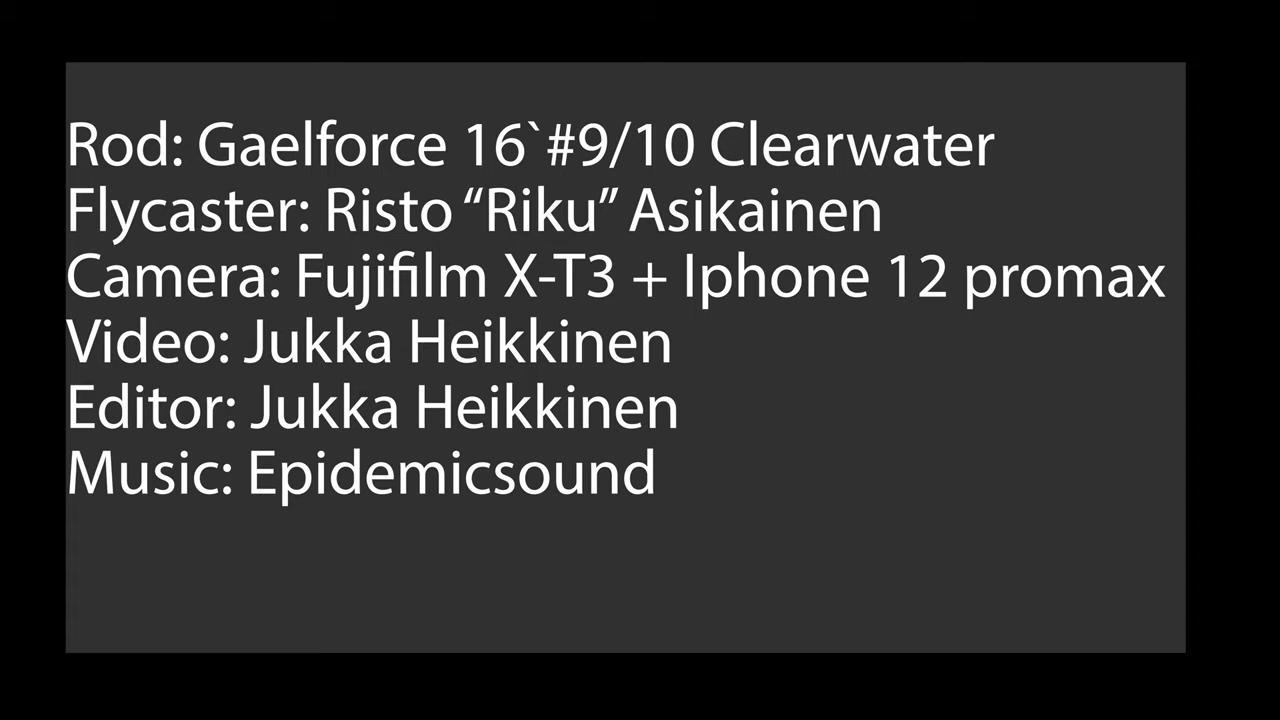 Rod: Gaelforce 16`#9/10 Clearwater
Flycaster: Risto “Riku” Asikainen
Camera: Fujifilm X-T3 + Iphone 12 promax
Video: Jukka Heikkinen
Editor: Jukka Heikkinen
Music: Epidemicsound